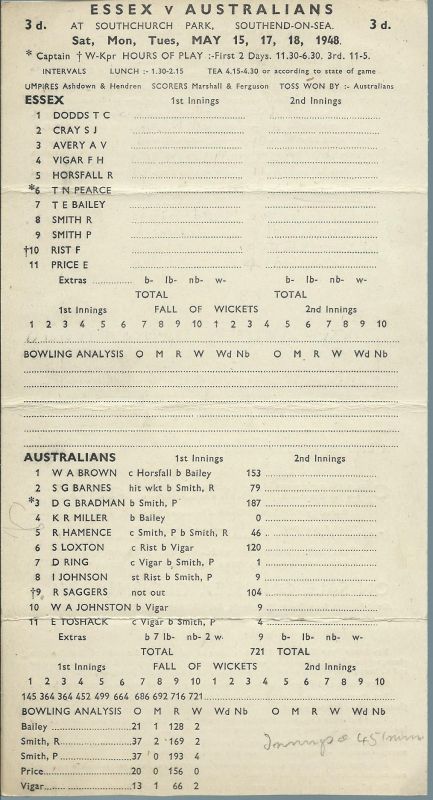 ESSEX v AUSTRALIANS
3 d. AT SOUTHCHURCH PARK, SOUTHEND-ON-SEA. 3 d.
Sat, Mon, Tues, MAY 15, 17, 18, 1948.
* Captain † W-Kpr HOURS OF PLAY :-First 2 Days. 11.30-6.30. 3rd. 11-5.
INTERVALS LUNCH :- 1.30-2.15 TEA 4.15-4.30 or according to state of game
UMPIRES Ashdown & Hendren SCORERS Marshall & Ferguson TOSS WON BY :- Australians
ESSEX 1st Innings 2nd Innings
1 DODDS T C
2 CRAY S J
3 AVERY A V
4 VIGAR F H
5 HORSFALL R
*6 T N PEARCE
7 T E BAILEY
8 SMITH R
9 SMITH P
†10 RIST F
11 PRICE E
Extras b- lb- nb- w- b- lb- nb- w-
TOTAL TOTAL
1st Innings FALL OF WICKETS 2nd Innings
1 2 3 4 5 6 7 8 9 10 1 2 3 4 5 6 7 8 9 10
BOWLING ANALYSIS O M R W Wd Nb O M R W Wd Nb
AUSTRALIANS 1st Innings 2nd Innings
1 W A BROWN c Horsfall b Bailey 153
2 S G BARNES hit wkt b Smith, R 79
*3 D G BRADMAN b Smith, P 187
4 K R MILLER b Bailey 0
5 R HAMENCE c Smith, P b Smith, R 46
6 S LOXTON c Rist b Vigar 120
7 D RING c Vigar b Smith, P 1
8 I JOHNSON st Rist b Smith, P 9
†9 R SAGGERS not out 104
10 W A JOHNSTON b Vigar 9
11 E TOSHACK c Vigar b Smith, P 4
Extras b 7 lb- nb- 2 w- 9 b- lb- nb- w-
TOTAL 721 TOTAL
1st Innings FALL OF WICKETS 2nd Innings
1 2 3 4 5 6 7 8 9 10 1 2 3 4 5 6 7 8 9 10
145 364 364 452 499 664 686 692 716 721
BOWLING ANALYSIS O M R W Wd Nb O M R W Wd Nb
Bailey 21 1 128 2
Smith, R 37 2 169 2
Smith, P 37 0 193 4
Price 20 0 156 0
Vigar 13 1 66 2